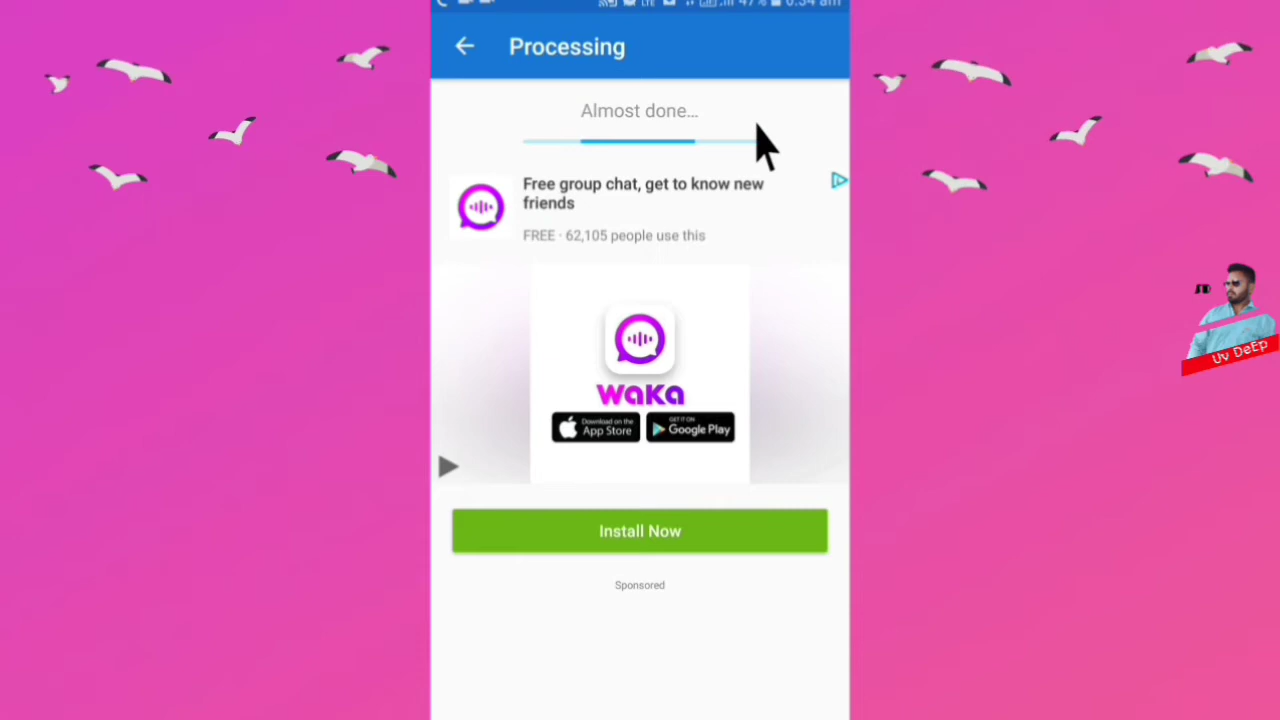 Processing
Almost done...
Free group chat, get to know new
friends
FREE · 62,105 people use this
waka
Download on the
App Store
GET IT ON
Google Play
Install Now
Sponsored
Uv DeEp